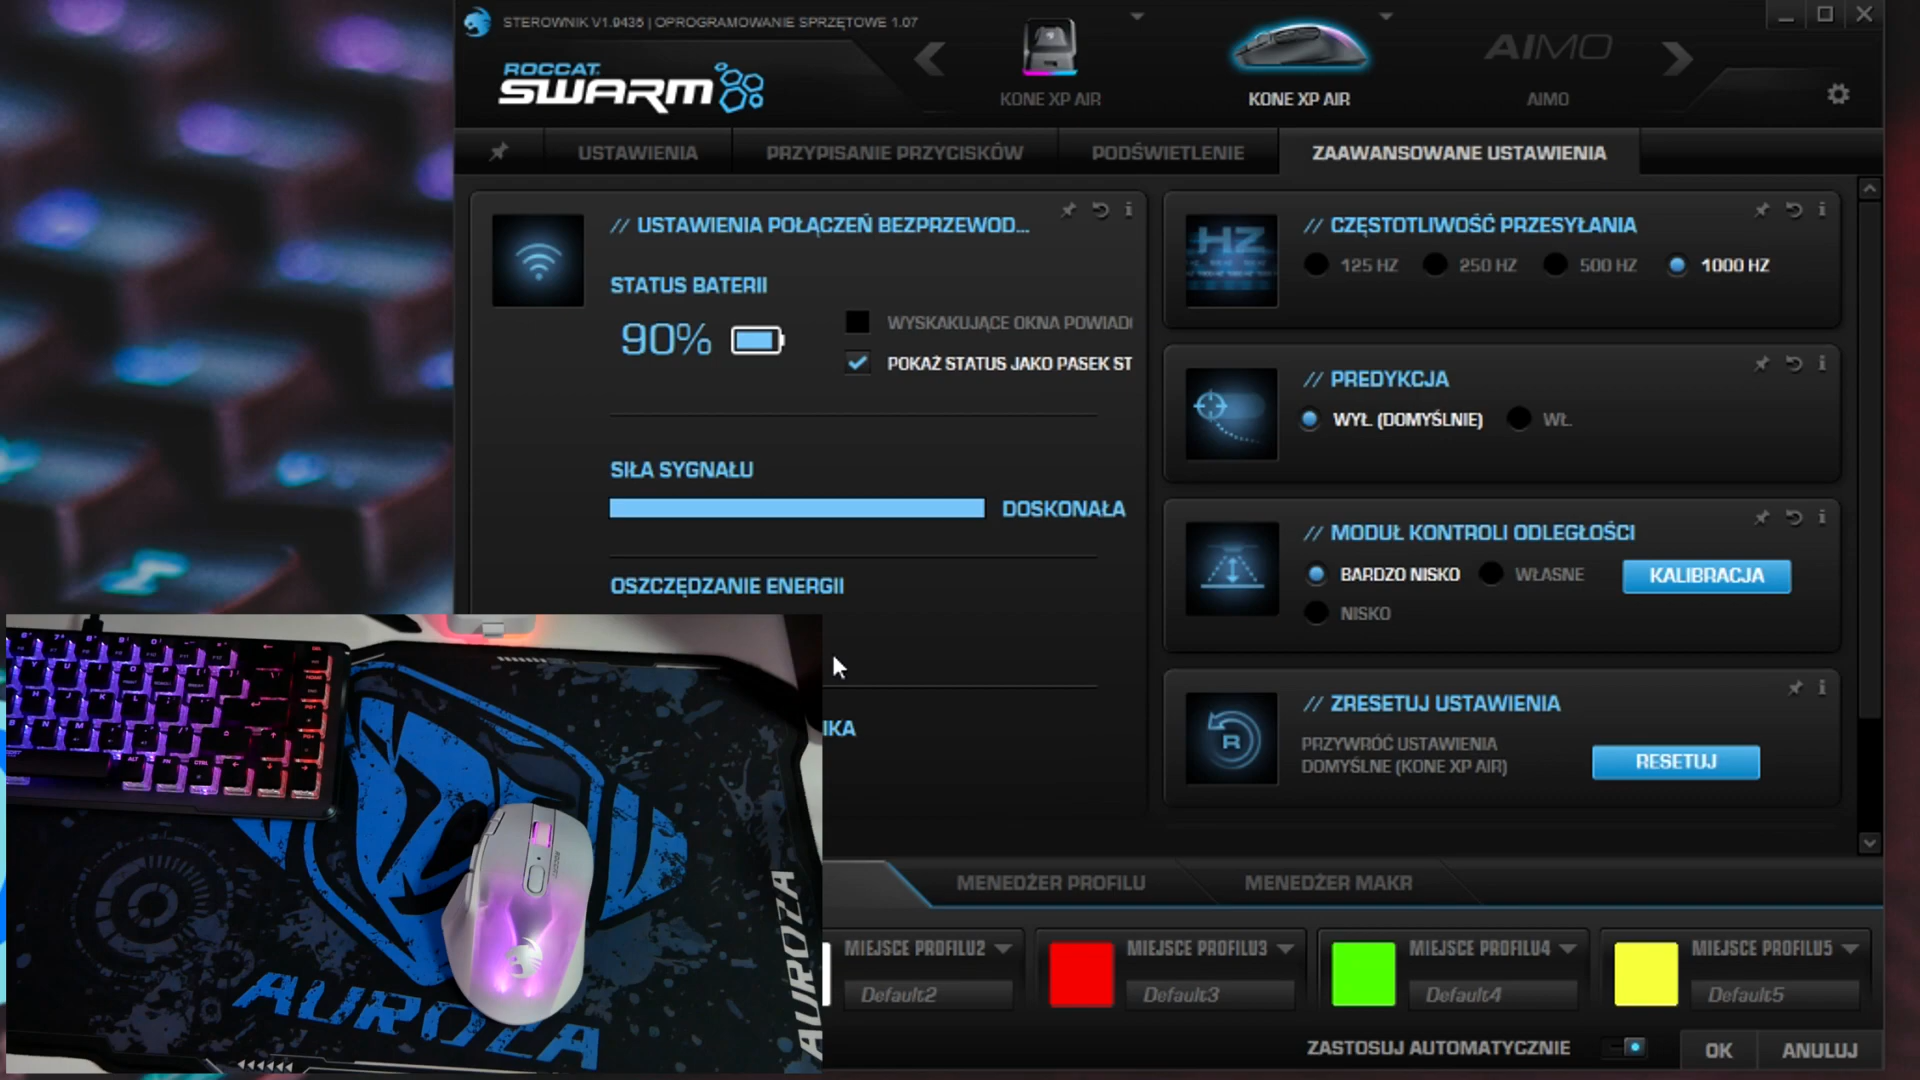 STEROWNIK V1.9435 | OPROGRAMOWANIE SPRZĘTOWE 1.07
ROCCAT
SWARM
KONE XP AIR
KONE XP AIR
AIMO
AIMO
USTAWIENIA
PRZYPISANIE PRZYCISKÓW
PODŚWIETLENIE
ZAAWANSOWANE USTAWIENIA
// USTAWIENIA POŁĄCZEŃ BEZPRZEWOD...
STATUS BATERII
90%
WYSKAKUJĄCE OKNA POWIAD
POKAŻ STATUS JAKO PASEK ST
SIŁA SYGNAŁU
DOSKONAŁA
OSZCZĘDZANIE ENERGII
IKA
HZ
// CZĘSTOTLIWOŚĆ PRZESYŁANIA
125 HZ
250 HZ
500 HZ
1000 HZ
// PREDYKCJA
WYŁ. (DOMYŚLNIE)
WŁ.
// MODUŁ KONTROLI ODLEGŁOŚCI
BARDZO NISKO
WŁASNE
KALIBRACJA
NISKO
R
// ZRESETUJ USTAWIENIA
PRZYWRÓĆ USTAWIENIA
DOMYŚLNE (KONE XP AIR)
RESETUJ
MENEDŻER PROFILU
MENEDŻER MAKR
MIEJSCE PROFILU2
Default2
MIEJSCE PROFILU3
Default3
MIEJSCE PROFILU4
Default4
MIEJSCE PROFILU5
Default5
ZASTOSUJ AUTOMATYCZNIE
OK
ANULUJ
AUROZA
AUROZA
ROCCAT